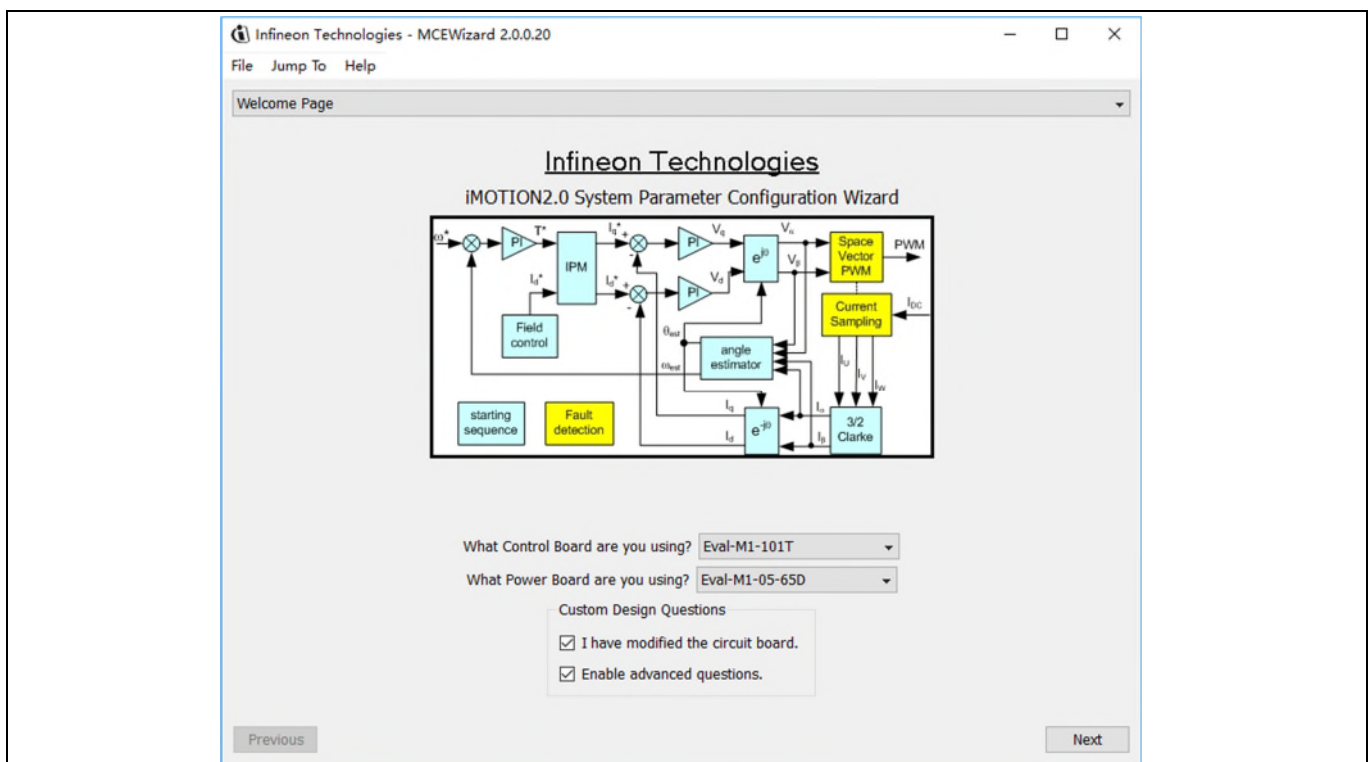 Infineon Technologies - MCEWizard 2.0.0.20
File Jump To Help
Welcome Page
Infineon Technologies
iMOTION2.0 System Parameter Configuration Wizard
ω*
PI
T*
IPM
Iq*
+
-
PI
Vq
Vα
e^jθ
Space
Vector
PWM
PWM
Id*
Id*
+
-
PI
Vd
Vβ
Field
control
Current
Sampling
IDC
θest
angle
estimator
ωest
IU
IV
IW
starting
sequence
Fault
detection
Iq
Id
e^-jθ
Iα
Iβ
3/2
Clarke
What Control Board are you using? Eval-M1-101T
What Power Board are you using? Eval-M1-05-65D
Custom Design Questions
I have modified the circuit board.
Enable advanced questions.
Previous
Next